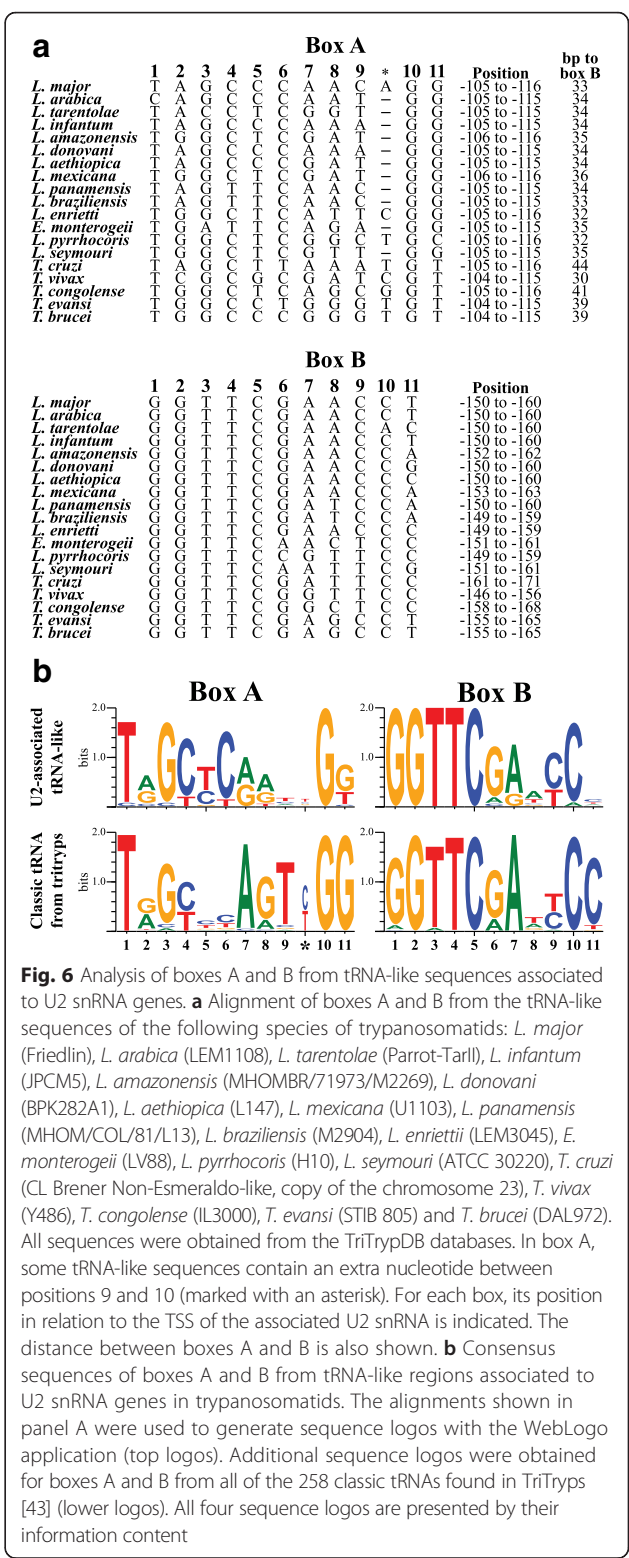 a
Box A
1 2 3 4 5 6 7 8 9 * 10 11 Position bp to box B
L. major T A G C C C A A C A G G -105 to -116 33
L. arabica C A G C C C A A T – G G -105 to -115 34
L. tarentolae T A G C T C G G T – G G -105 to -115 34
L. infantum T A G C C C A A A – G G -105 to -115 34
L. amazonensis T G G C T C G A T – G G -106 to -116 35
L. donovani T A G C C C A A A – G G -105 to -115 34
L. aethiopica T A G C C C G A T – G G -105 to -115 34
L. mexicana T G G C T C G A T – G G -106 to -116 36
L. panamensis T A G T T C A A C – G G -105 to -115 34
L. braziliensis T A G T T C A A C – G G -105 to -115 33
L. enrietti T G G C T C A T T C G G -105 to -116 32
E. monterogeii T G A T T C A G A – G G -105 to -115 35
L. pyrrhocoris T G G C T C G G C T G C -105 to -116 32
L. seymouri T G G C T C G T T – G G -105 to -115 35
T. cruzi T A G C T T A A A T G T -105 to -116 44
T. vivax T C G C G C G A T C G T -104 to -115 30
T. congolense T G G C T C A G C G G T -105 to -116 41
T. evansi T G G C C T G G G T G T -104 to -115 39
T. brucei T G G C C C G G G T G T -104 to -115 39
Box B
1 2 3 4 5 6 7 8 9 10 11 Position
L. major G G T T C G A A C C T -150 to -160
L. arabica G G T T C G A A C C T -150 to -160
L. tarentolae G G T T C G A A C A C -150 to -160
L. infantum G G T T C G A A C C T -150 to -160
L. amazonensis G G T T C G A A C C A -152 to -162
L. donovani G G T T C G A A C C G -150 to -160
L. aethiopica G G T T C G A A C C C -150 to -160
L. mexicana G G T T C G A A C C A -153 to -163
L. panamensis G G T T C G A T C C A -150 to -160
L. braziliensis G G T T C G A T C C A -149 to -159
L. enrietti G G T T C G A A C C C -149 to -159
E. monterogeii G G T T C A A C T C C -151 to -161
L. pyrrhocoris G G T T C C G T T C C -149 to -159
L. seymouri G G T T C A A T T C G -151 to -161
T. cruzi G G T T C G A T T C C -161 to -171
T. vivax G G T T C G G T T C C -146 to -156
T. congolense G G T T C G G C T C C -158 to -168
T. evansi G G T T C G A G C C T -155 to -165
T. brucei G G T T C G A G C C T -155 to -165
b
Box A Box B
U2-associated
tRNA-like
bits
2.0
1.0
2.0
1.0
Classic tRNA
from tritryps
bits
2.0
1.0
2.0
1.0
1 2 3 4 5 6 7 8 9 * 10 11
1 2 3 4 5 6 7 8 9 10 11
Fig. 6 Analysis of boxes A and B from tRNA-like sequences associated
to U2 snRNA genes. a Alignment of boxes A and B from the tRNA-like
sequences of the following species of trypanosomatids: L. major
(Friedlin), L. arabica (LEM1108), L. tarentolae (Parrot-TarII), L. infantum
(JPCM5), L. amazonensis (MHOMBR/71973/M2269), L. donovani
(BPK282A1), L. aethiopica (L147), L. mexicana (U1103), L. panamensis
(MHOM/COL/81/L13), L. braziliensis (M2904), L. enriettii (LEM3045), E.
monterogeii (LV88), L. pyrrhocoris (H10), L. seymouri (ATCC 30220), T. cruzi
(CL Brener Non-Esmeraldo-like, copy of the chromosome 23), T. vivax
(Y486), T. congolense (IL3000), T. evansi (STIB 805) and T. brucei (DAL972).
All sequences were obtained from the TriTrypDB databases. In box A,
some tRNA-like sequences contain an extra nucleotide between
positions 9 and 10 (marked with an asterisk). For each box, its position
in relation to the TSS of the associated U2 snRNA is indicated. The
distance between boxes A and B is also shown. b Consensus
sequences of boxes A and B from tRNA-like regions associated to
U2 snRNA genes in trypanosomatids. The alignments shown in
panel A were used to generate sequence logos with the WebLogo
application (top logos). Additional sequence logos were obtained
for boxes A and B from all of the 258 classic tRNAs found in TriTryps
[43] (lower logos). All four sequence logos are presented by their
information content